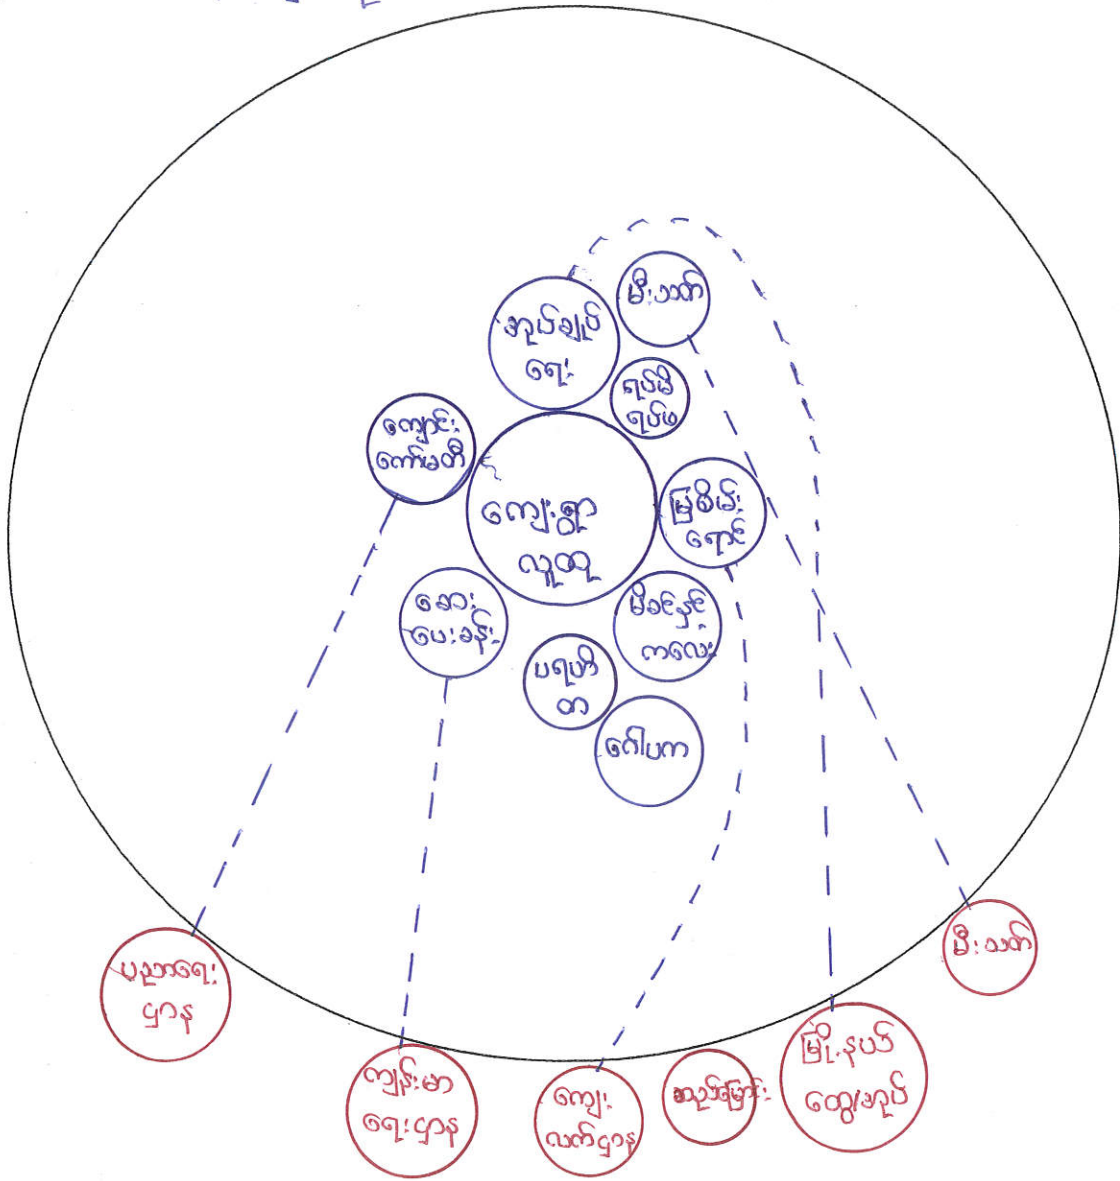 မီးသတ်
အုပ်ချုပ်
ရေး
ရပ်မိ
ရပ်ဖ
ကျောင်း
ကော်မတီ
ကျေးရွာ
လူထု
မြစိမ်း
ရောင်
ဆေး
ပေးခန်း
မိခင်နှင့်
ကလေး
ပရဟိ
တ
ဂေါပက
ပညာရေး
ဌာန
ကျန်းမာ
ရေးဌာန
ကျေး
လက်ဌာန
ဆည်မြောင်း
မြို့နယ်
ထွေ/အုပ်
မီးသတ်